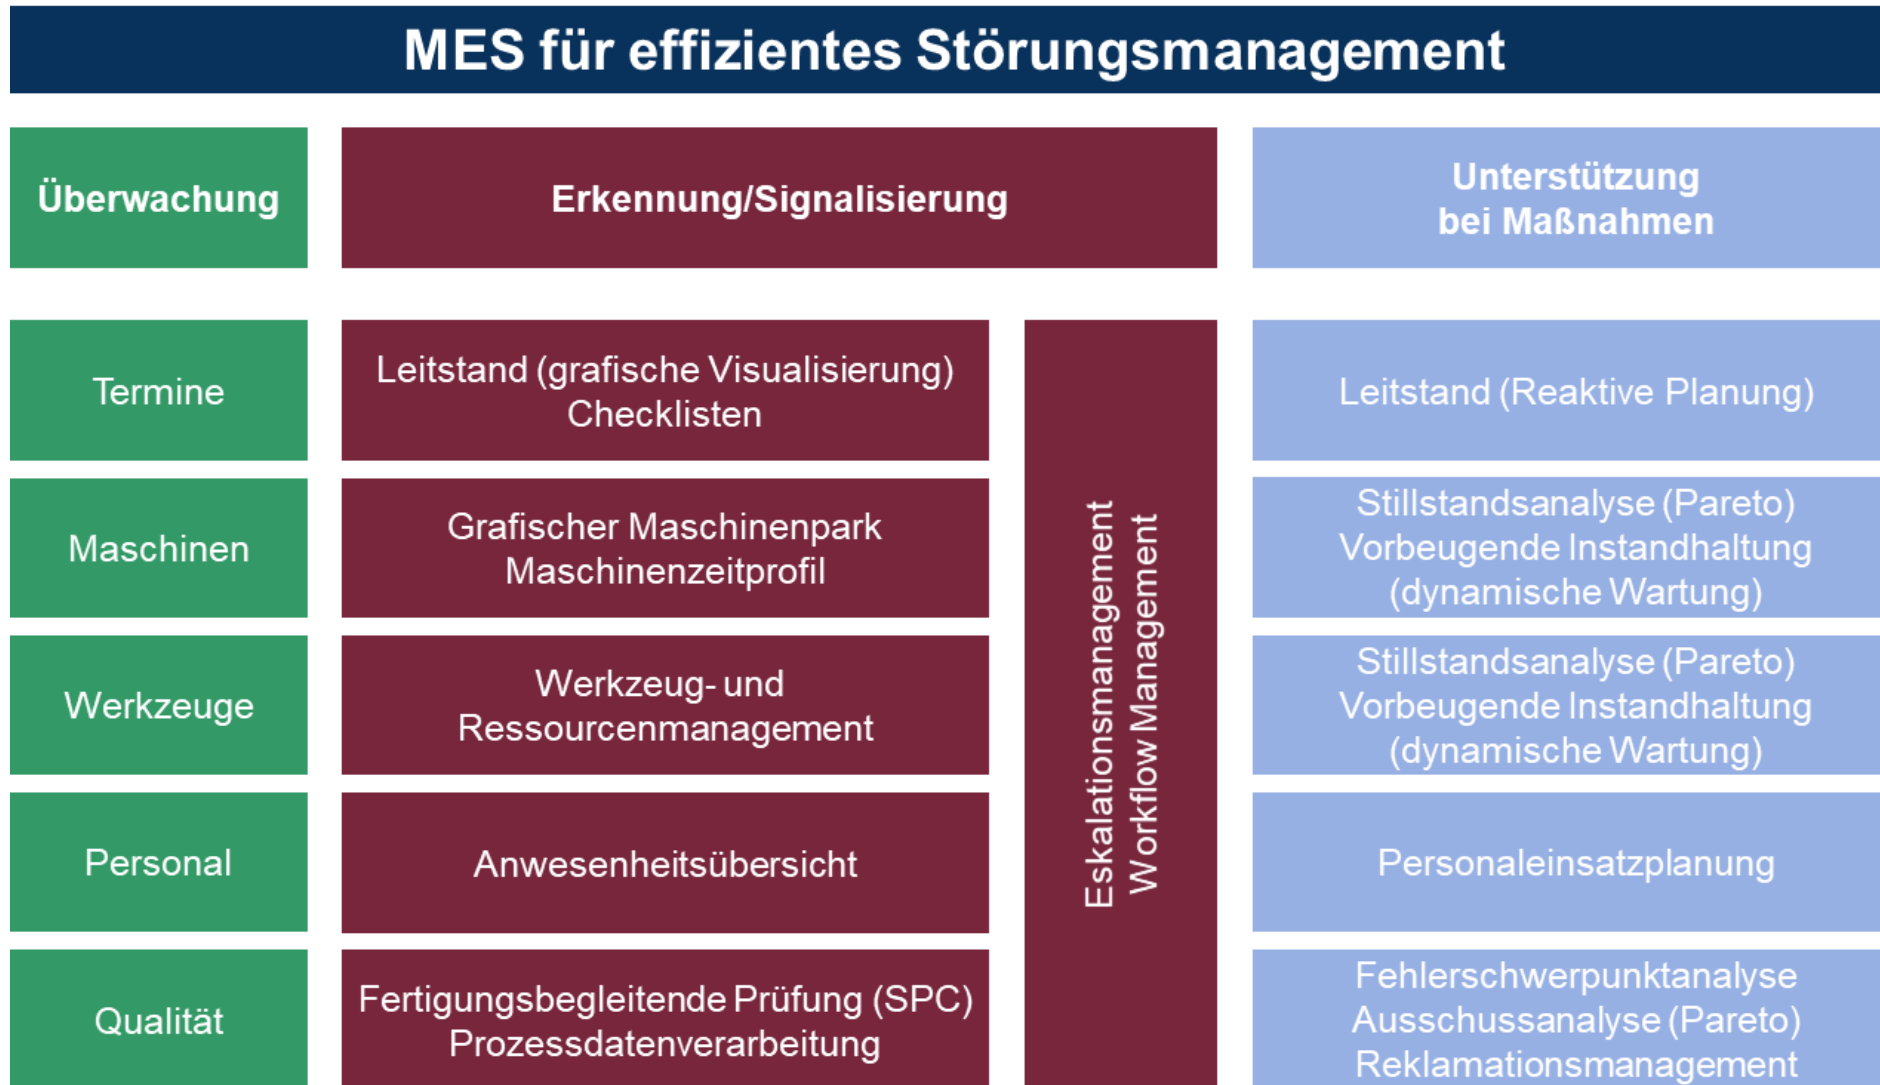 MES für effizientes Störungsmanagement
Überwachung
Erkennung/Signalisierung
Unterstützung
bei Maßnahmen
Termine
Leitstand (grafische Visualisierung)
Checklisten
Leitstand (Reaktive Planung)
Maschinen
Grafischer Maschinenpark
Maschinenzeitprofil
Stillstandsanalyse (Pareto)
Vorbeugende Instandhaltung
(dynamische Wartung)
Werkzeuge
Werkzeug- und
Ressourcenmanagement
Stillstandsanalyse (Pareto)
Vorbeugende Instandhaltung
(dynamische Wartung)
Personal
Anwesenheitsübersicht
Personaleinsatzplanung
Qualität
Fertigungsbegleitende Prüfung (SPC)
Prozessdatenverarbeitung
Fehlerschwerpunktanalyse
Ausschussanalyse (Pareto)
Reklamationsmanagement
Eskalationsmanagement
Workflow Management